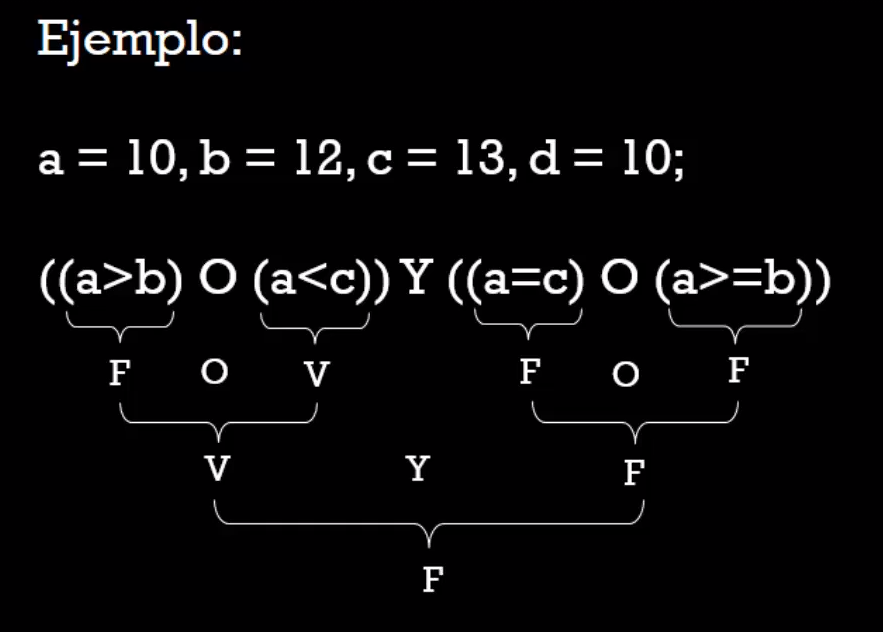 Ejemplo:
a = 10, b = 12, c = 13, d = 10;
((a>b) O (a<c)) Y ((a=c) O (a>=b))
F O V F O F
V Y F
F